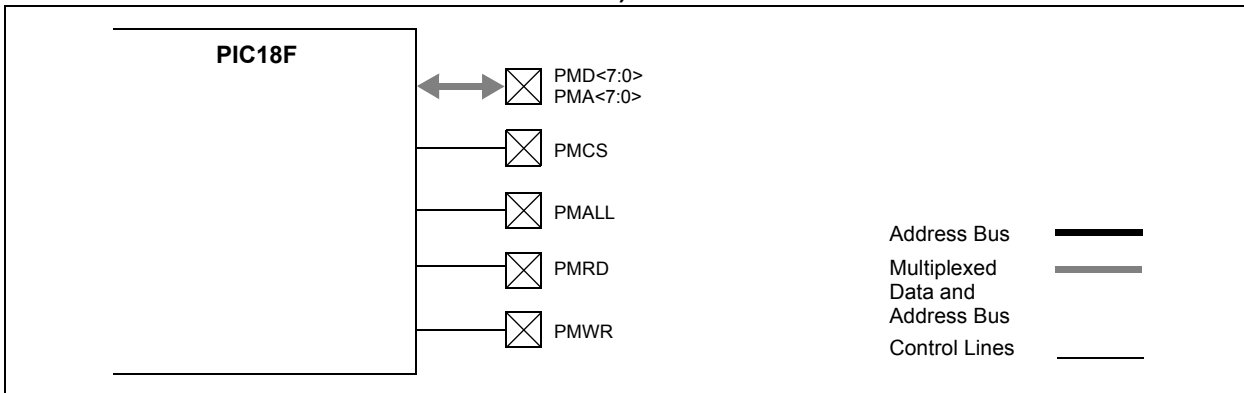 PIC18F
PMD<7:0>
PMA<7:0>
PMCS
PMALL
PMRD
PMWR
Address Bus
Multiplexed
Data and
Address Bus
Control Lines